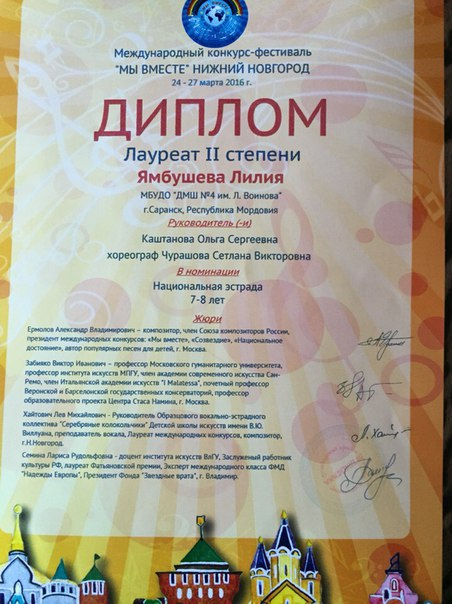 Международный конкурс-фестиваль
"МЫ ВМЕСТЕ" НИЖНИЙ НОВГОРОД
24 - 27 марта 2016 г.
ДИПЛОМ
Лауреат II степени
Ямбушева Лилия
МБУДО "ДМШ №4 им. Л. Воинова"
г.Саранск, Республика Мордовия
Руководитель (-и)
Каштанова Ольга Сергеевна
хореограф Чурашова Сетлана Викторовна
В номинации
Национальная эстрада
7-8 лет
Жюри
Ермолов Александр Владимирович – композитор, член Союза композиторов России,
президент международных конкурсов: «Мы вместе», «Созвездие», «Национальное
достояние», автор популярных песен для детей, г. Москва.
Забияко Виктор Иванович – профессор Московского гуманитарного университета,
профессор института искусств МПГУ, член академии современного искусства Сан-
Ремо, член Итальянской академии искусств "I Malatessa", почетный профессор
Веронской и Барселонской государственных консерваторий, профессор
образовательного проекта Центра Стаса Намина, г. Москва.
Хайтович Лев Михайлович - Руководитель Образцового вокально-эстрадного
коллектива "Серебряные колокольчики" Детской школы искусств имени В.Ю.
Виллуана, преподаватель вокала, Лауреат международных конкурсов, композитор,
г.Н.Новгород.
Семина Лариса Рудольфовна - доцент института искусств ВлГУ, Заслуженый работник
культуры РФ, лауреат Фатьяновской премии, Эксперт международного класса ФМД
"Надежды Европы", Президент Фонда "Звездные врата", г. Владимир.